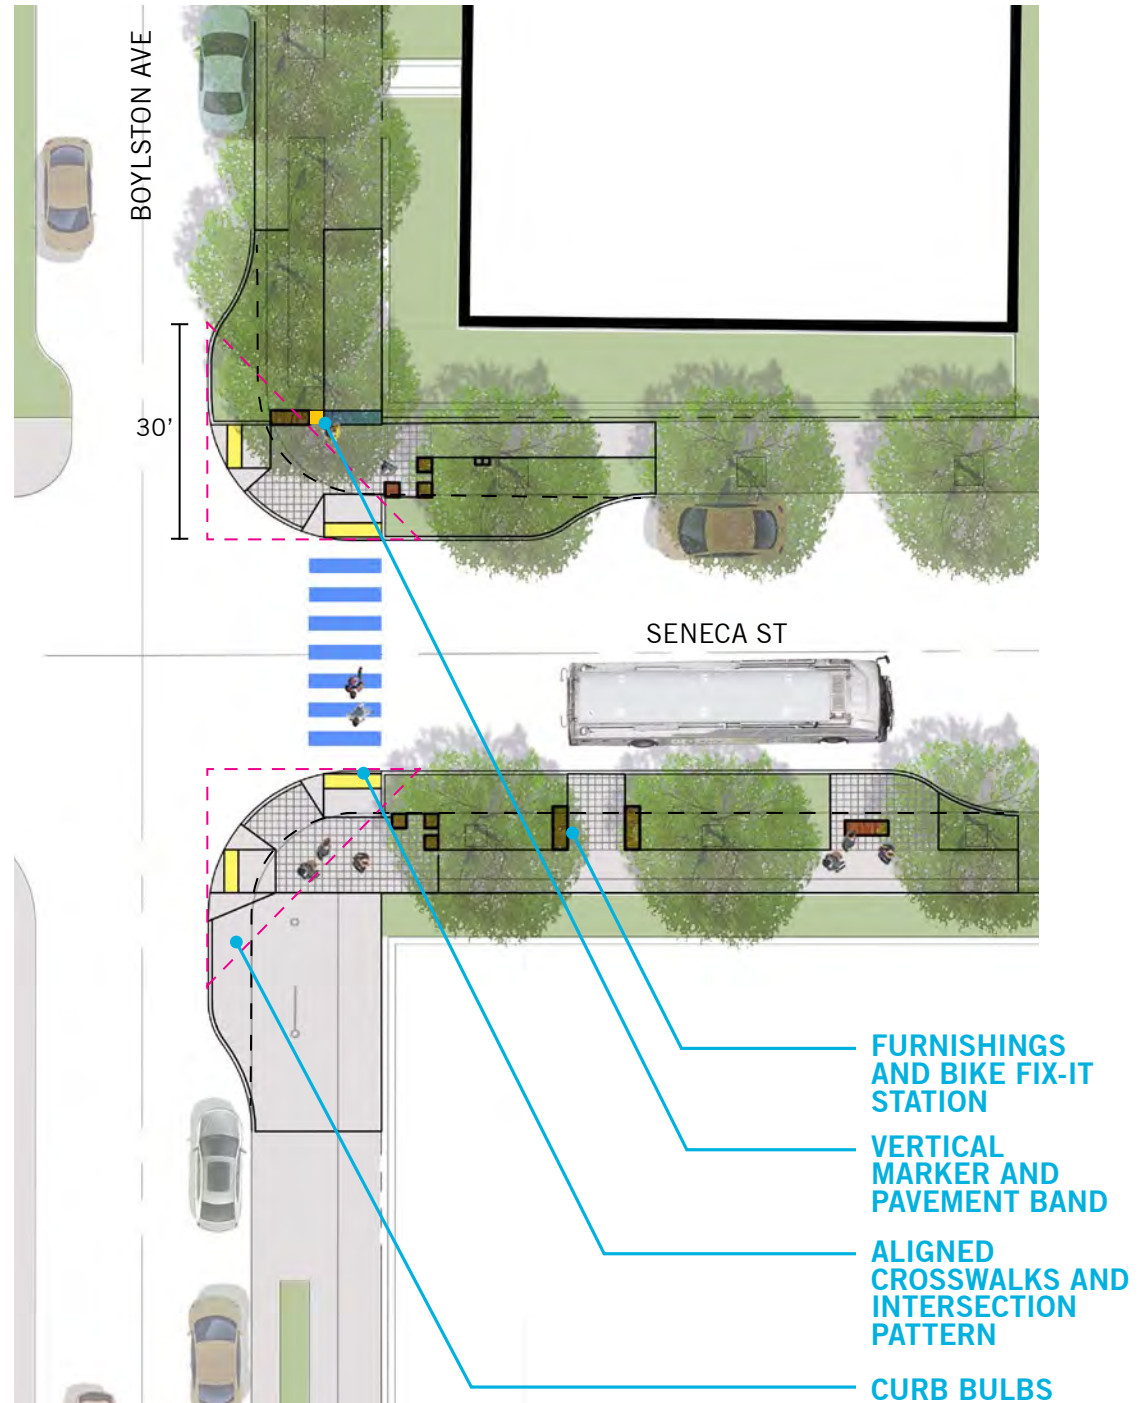 BOYLSTON AVE
30'
SENECA ST
FURNISHINGS
AND BIKE FIX-IT
STATION
VERTICAL
MARKER AND
PAVEMENT BAND
ALIGNED
CROSSWALKS AND
INTERSECTION
PATTERN
CURB BULBS